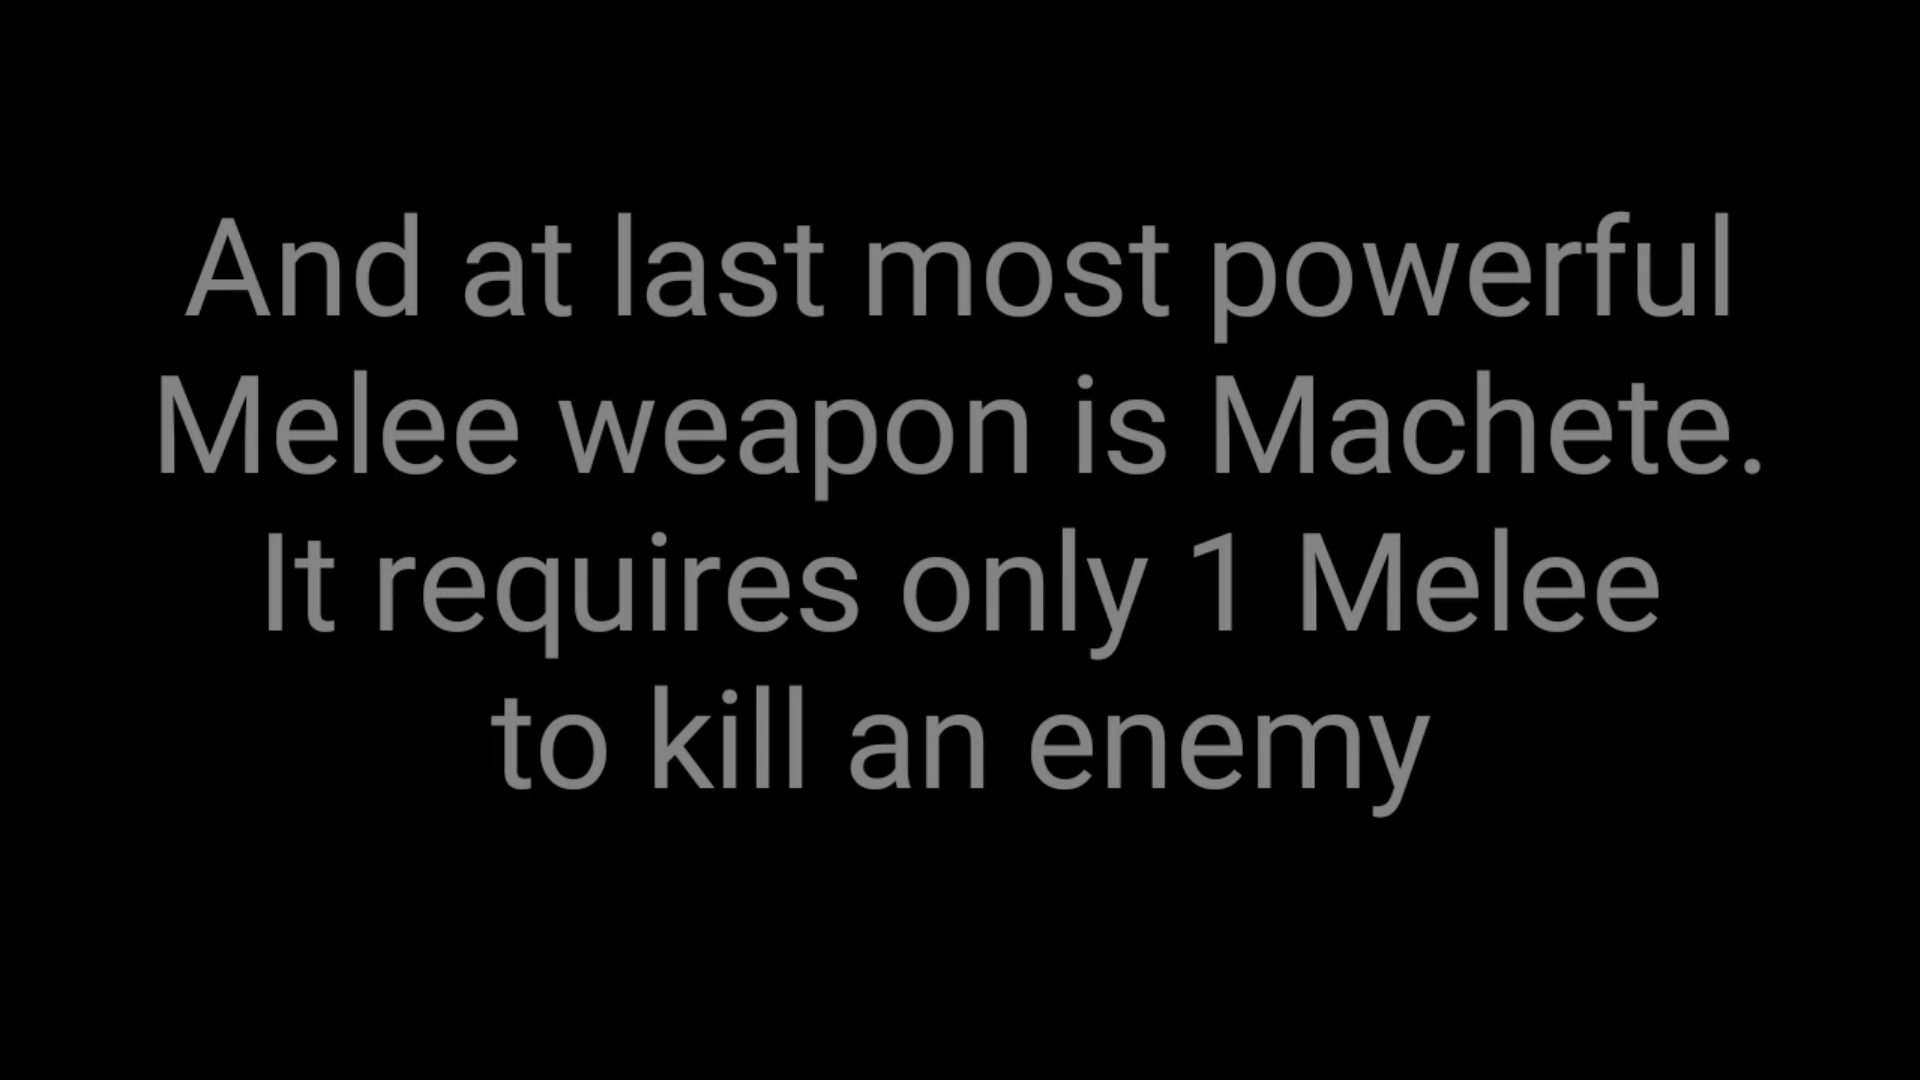 And at last most powerful
Melee weapon is Machete.
It requires only 1 Melee
to kill an enemy